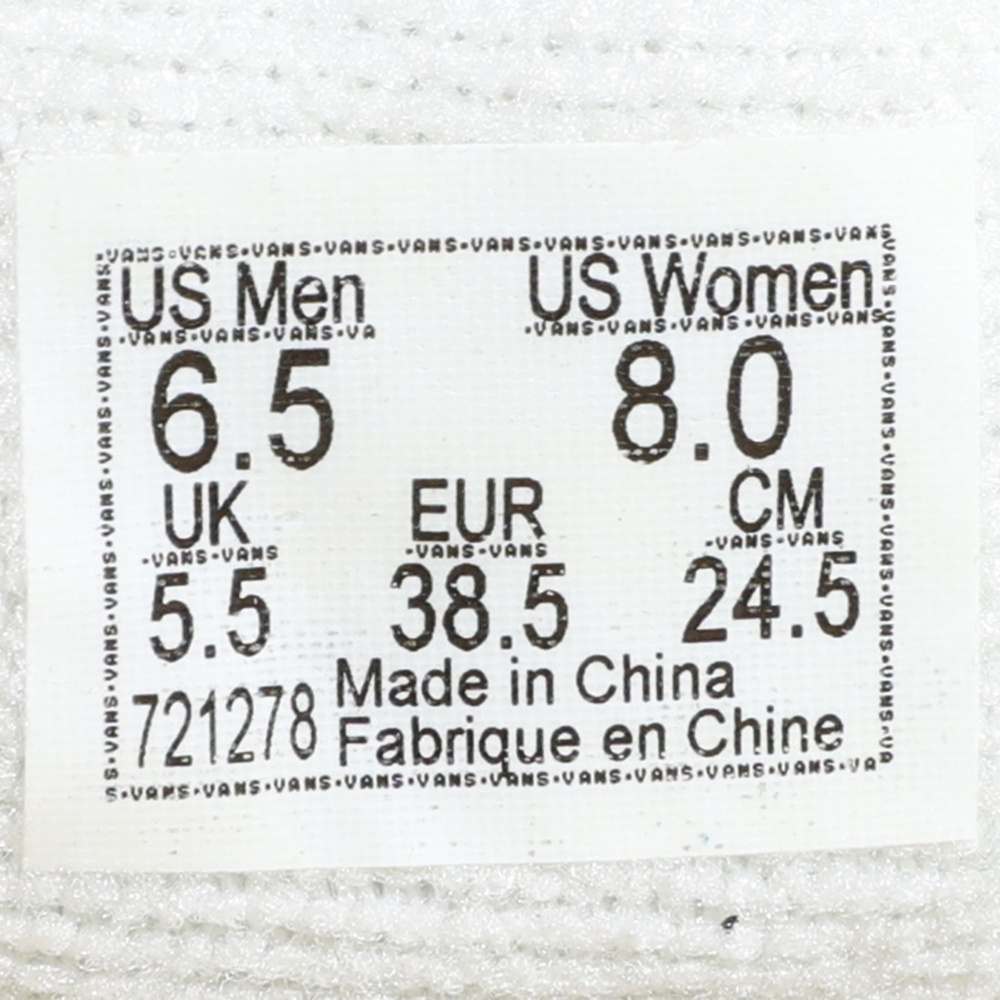 ·VANS·VANS·VANS·VANS·VANS·VANS·VANS·VANS·VANS·VANS·VANS
US Men US Women
·VANS·VANS·VANS·VA ·VANS·VANS·VANS·VANS·VANS
6.5 8.0
UK EUR CM
·VANS·VANS ·VANS·VANS ·VANS·VANS
5.5 38.5 24.5
721278 Made in China
Fabrique en Chine
S·VANS·VANS·VANS·VANS·VANS·VANS·VANS·VANS·VANS·VANS·VA